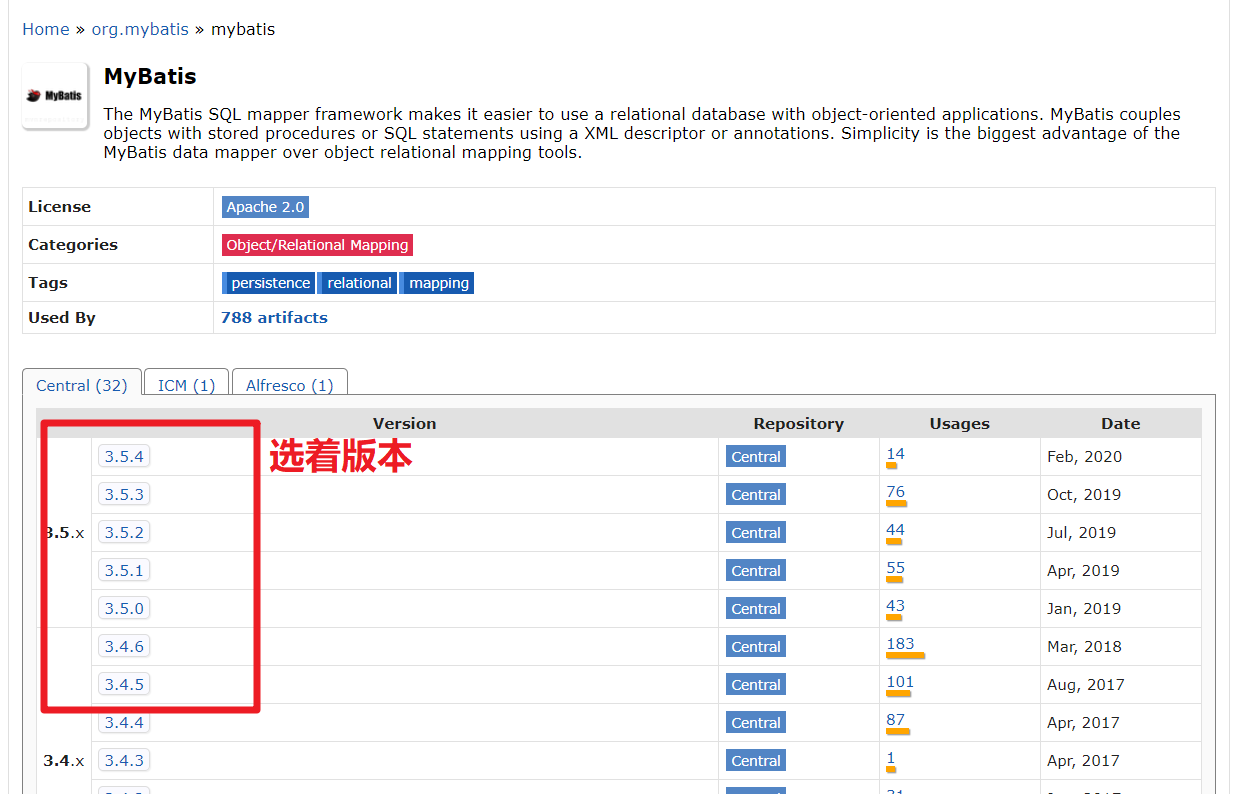 Home » org.mybatis » mybatis
MyBatis
MyBatis
The MyBatis SQL mapper framework makes it easier to use a relational database with object-oriented applications. MyBatis couples
objects with stored procedures or SQL statements using a XML descriptor or annotations. Simplicity is the biggest advantage of the
MyBatis data mapper over object relational mapping tools.
License Apache 2.0
Categories Object/Relational Mapping
Tags persistence relational mapping
Used By 788 artifacts
Central (32) ICM (1) Alfresco (1)
Version Repository Usages Date
选着版本
3.5.4 Central 14 Feb, 2020
3.5.3 Central 76 Oct, 2019
3.5.x 3.5.2 Central 44 Jul, 2019
3.5.1 Central 55 Apr, 2019
3.5.0 Central 43 Jan, 2019
3.4.6 Central 183 Mar, 2018
3.4.5 Central 101 Aug, 2017
3.4.4 Central 87 Apr, 2017
3.4.x 3.4.3 Central 1 Apr, 2017